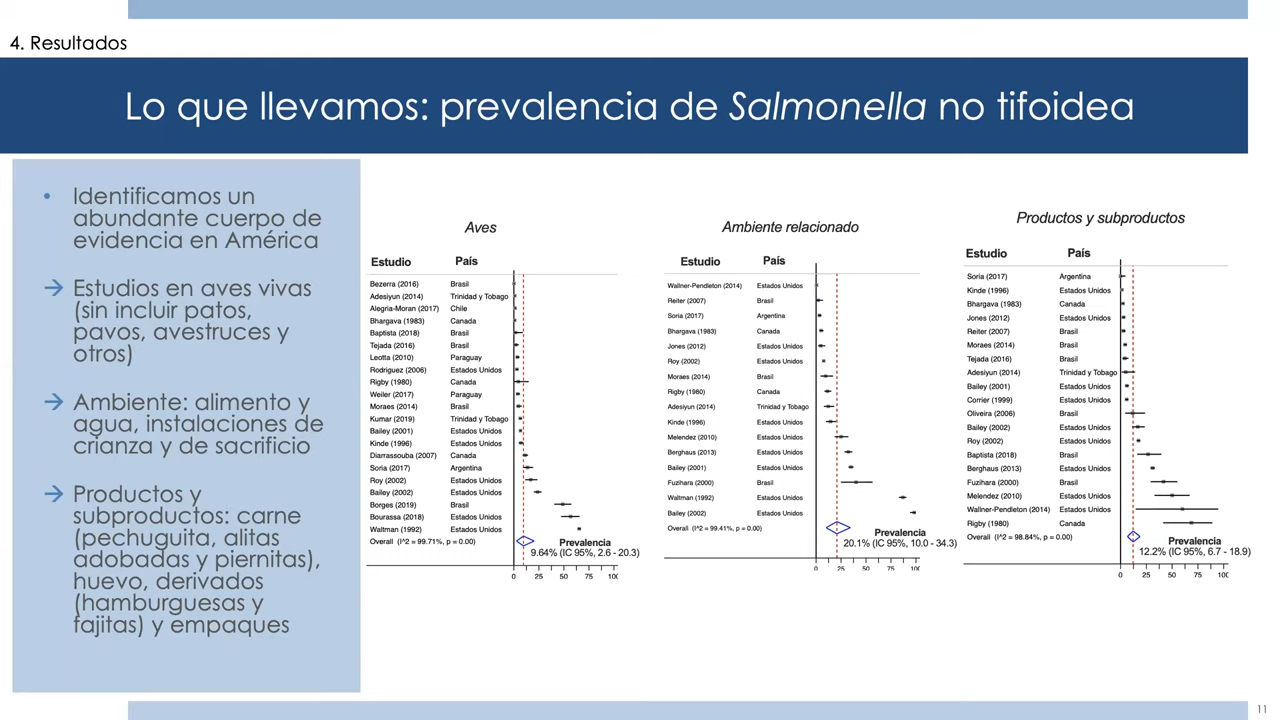 4. Resultados
Lo que llevamos: prevalencia de Salmonella no tifoidea
• Identificamos un
abundante cuerpo de
evidencia en América
→ Estudios en aves vivas
(sin incluir patos,
pavos, avestruces y
otros)
→ Ambiente: alimento y
agua, instalaciones de
crianza y de sacrificio
→ Productos y
subproductos: carne
(pechuguita, alitas
adobadas y piernitas),
huevo, derivados
(hamburguesas y
fajitas) y empaques
Aves
Estudio País
Bezerra (2016) Brasil
Adesiyun (2014) Trinidad y Tobago
Alegria-Moran (2017) Chile
Bhargava (1983) Canada
Baptista (2018) Brasil
Tejada (2016) Brasil
Leotta (2010) Paraguay
Rodriguez (2006) Estados Unidos
Rigby (1980) Canada
Weiler (2017) Paraguay
Moraes (2014) Brasil
Kumar (2019) Trinidad y Tobago
Bailey (2001) Estados Unidos
Kinde (1996) Estados Unidos
Diarrassouba (2007) Canada
Soria (2017) Argentina
Roy (2002) Estados Unidos
Bailey (2002) Estados Unidos
Borges (2019) Brasil
Bourassa (2018) Estados Unidos
Waltman (1992) Estados Unidos
Overall (I^2 = 99.71%, p = 0.00)
Prevalencia
9.64% (IC 95%, 2.6 - 20.3)
0 25 50 75 100
Ambiente relacionado
Estudio País
Wallner-Pendleton (2014) Estados Unidos
Reiter (2007) Brasil
Soria (2017) Argentina
Bhargava (1983) Canada
Jones (2012) Estados Unidos
Roy (2002) Estados Unidos
Moraes (2014) Brasil
Rigby (1980) Canada
Adesiyun (2014) Trinidad y Tobago
Kinde (1996) Estados Unidos
Melendez (2010) Estados Unidos
Berghaus (2013) Estados Unidos
Bailey (2001) Estados Unidos
Fuzihara (2000) Brasil
Waltman (1992) Estados Unidos
Bailey (2002) Estados Unidos
Overall (I^2 = 99.41%, p = 0.00)
Prevalencia
20.1% (IC 95%, 10.0 - 34.3)
0 25 50 75 100
Productos y subproductos
Estudio País
Soria (2017) Argentina
Kinde (1996) Estados Unidos
Bhargava (1983) Canada
Jones (2012) Estados Unidos
Reiter (2007) Brasil
Moraes (2014) Brasil
Tejada (2016) Brasil
Adesiyun (2014) Trinidad y Tobago
Bailey (2001) Estados Unidos
Corrier (1999) Estados Unidos
Oliveira (2006) Brasil
Bailey (2002) Estados Unidos
Roy (2002) Estados Unidos
Baptista (2018) Brasil
Berghaus (2013) Estados Unidos
Fuzihara (2000) Brasil
Melendez (2010) Estados Unidos
Wallner-Pendleton (2014) Estados Unidos
Rigby (1980) Canada
Overall (I^2 = 98.84%, p = 0.00)
Prevalencia
12.2% (IC 95%, 6.7 - 18.9)
0 25 50 75 100
11